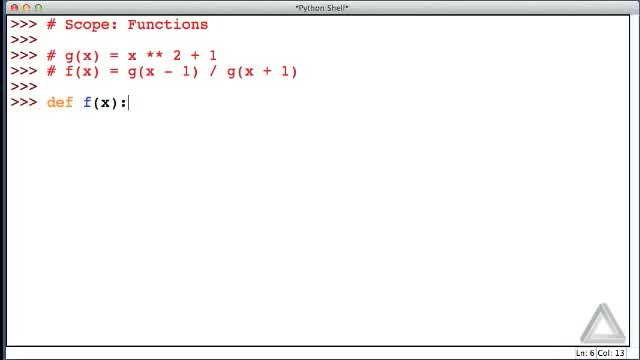 *Python Shell*
>>> # Scope: Functions
>>>
>>> # g(x) = x ** 2 + 1
>>> # f(x) = g(x - 1) / g(x + 1)
>>>
>>> def f(x):
Ln: 6 Col: 13